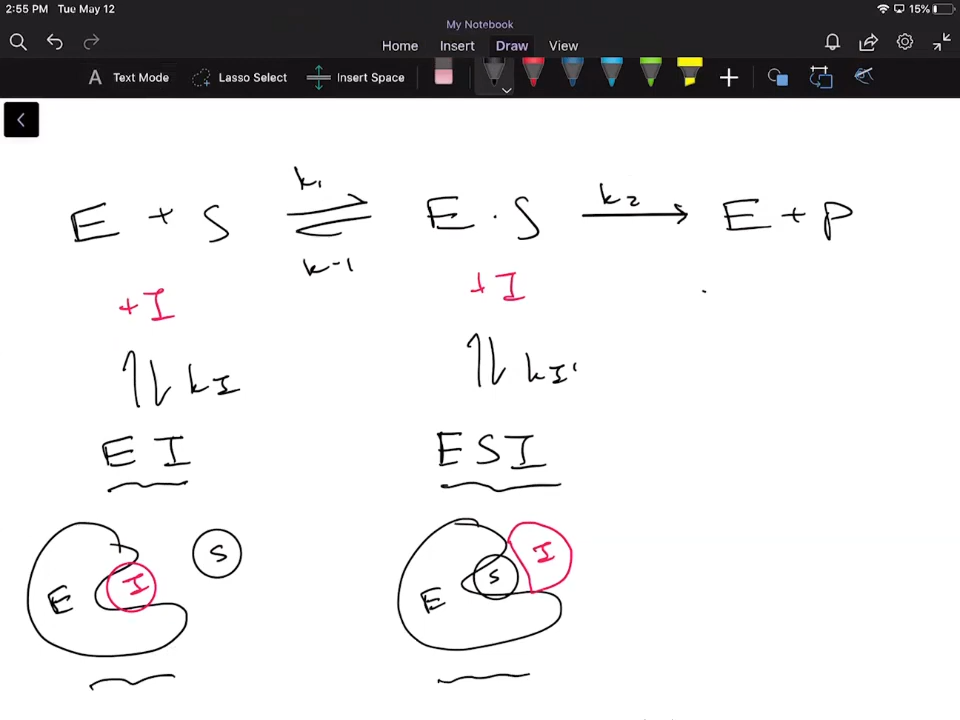 2:55 PM Tue May 12
15%
My Notebook
Home Insert Draw View
Text Mode Lasso Select Insert Space
k1 k2
E + S E · S E + P
k-1
+I +I
kI kI'
EI ESI
E I S E S I